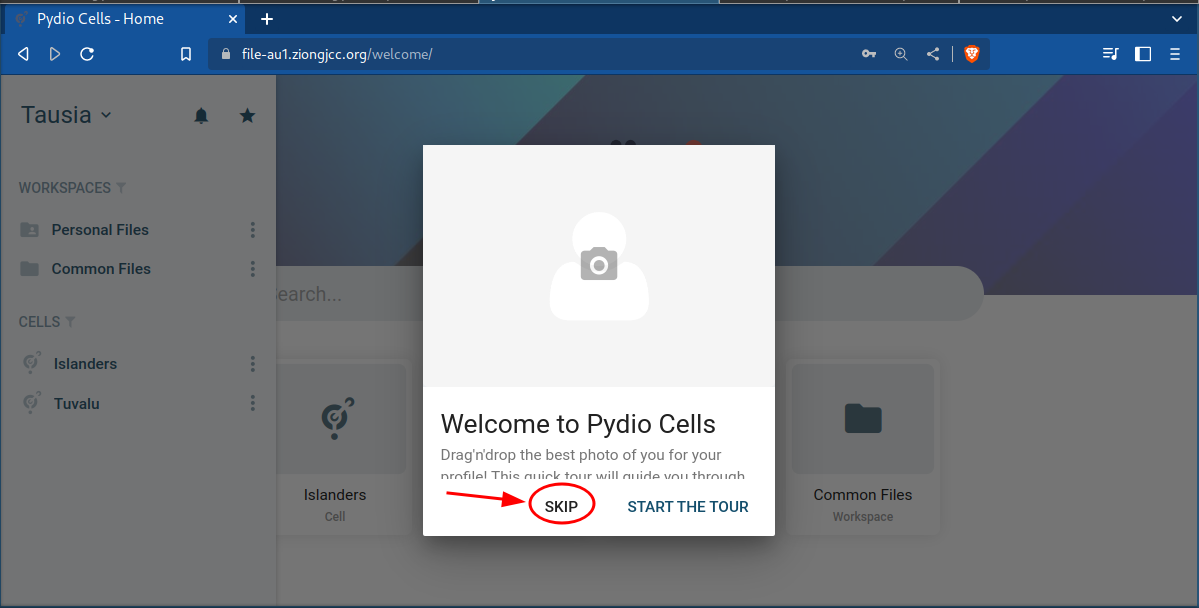 Pydio Cells - Home
file-au1.ziongjcc.org/welcome/
Tausia
WORKSPACES
Personal Files
Common Files
CELLS
Islanders
Tuvalu
Search...
Islanders
Cell
Common Files
Workspace
Welcome to Pydio Cells
Drag'n'drop the best photo of you for your
profile! This quick tour will guide you through
SKIP
START THE TOUR